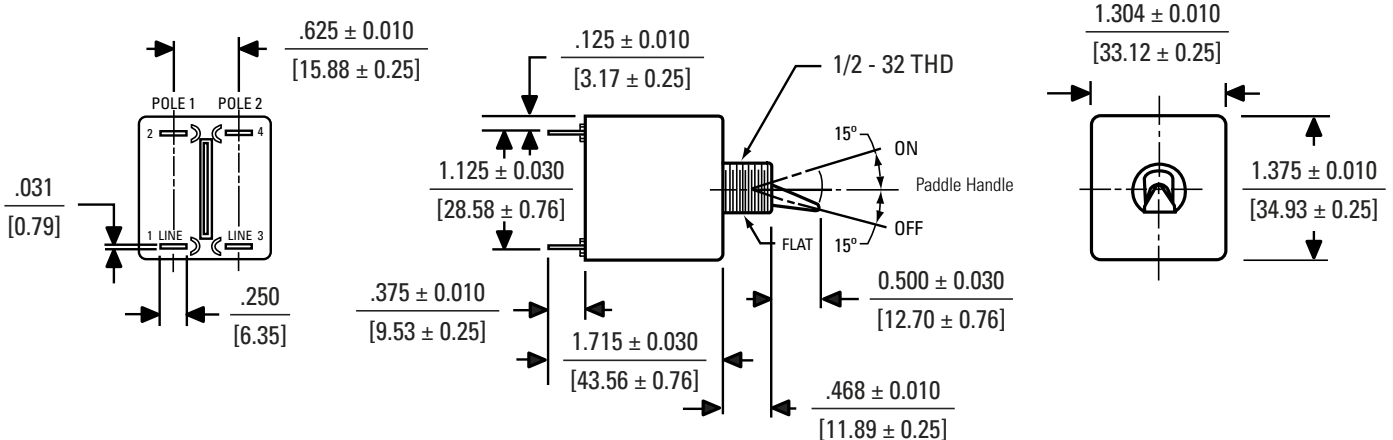 .625 ± 0.010
[15.88 ± 0.25]
POLE 1 POLE 2
2 4
1 LINE LINE 3
.031
[0.79]
.250
[6.35]
.125 ± 0.010
[3.17 ± 0.25]
1/2 - 32 THD
1.125 ± 0.030
[28.58 ± 0.76]
15º
ON
Paddle Handle
OFF
15º
FLAT
.375 ± 0.010
[9.53 ± 0.25]
1.715 ± 0.030
[43.56 ± 0.76]
0.500 ± 0.030
[12.70 ± 0.76]
.468 ± 0.010
[11.89 ± 0.25]
1.304 ± 0.010
[33.12 ± 0.25]
1.375 ± 0.010
[34.93 ± 0.25]